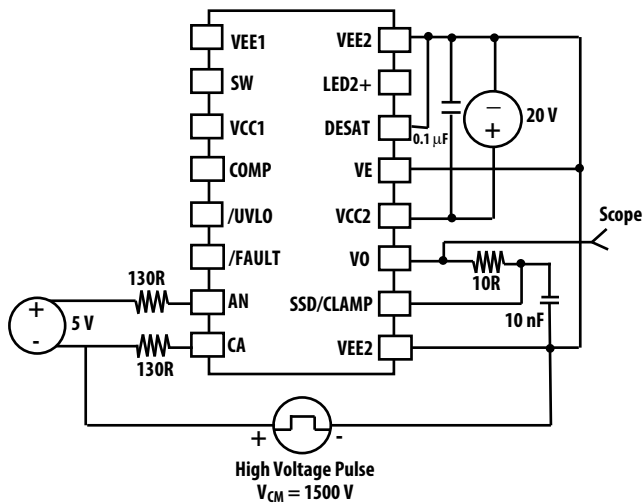 VEE1
SW
VCC1
COMP
/UVLO
/FAULT
AN
CA
VEE2
LED2+
DESAT
VE
VCC2
VO
SSD/CLAMP
VEE2
0.1 µF
−
+
20 V
Scope
10R
10 nF
130R
130R
+
-
5 V
+
-
High Voltage Pulse
VCM = 1500 V